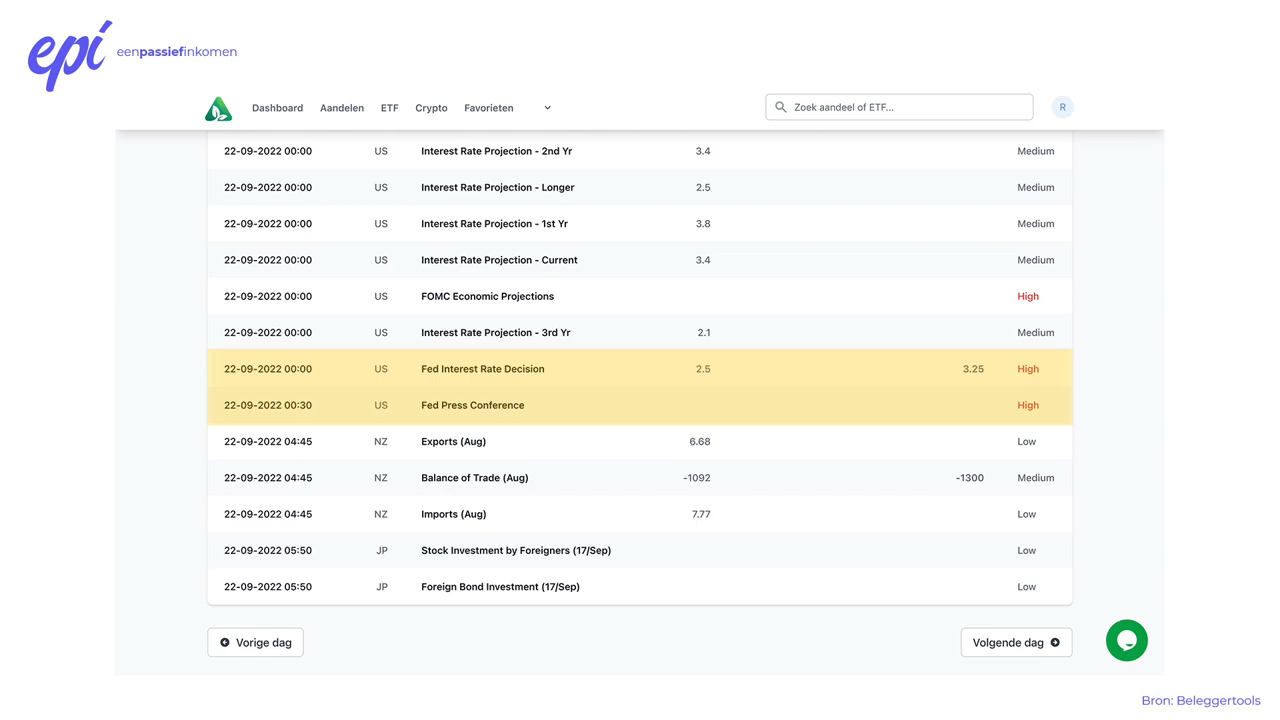 epi eenpassiefinkomen
Dashboard Aandelen ETF Crypto Favorieten Zoek aandeel of ETF... R
22-09-2022 00:00 US Interest Rate Projection - 2nd Yr 3.4 Medium
22-09-2022 00:00 US Interest Rate Projection - Longer 2.5 Medium
22-09-2022 00:00 US Interest Rate Projection - 1st Yr 3.8 Medium
22-09-2022 00:00 US Interest Rate Projection - Current 3.4 Medium
22-09-2022 00:00 US FOMC Economic Projections High
22-09-2022 00:00 US Interest Rate Projection - 3rd Yr 2.1 Medium
22-09-2022 00:00 US Fed Interest Rate Decision 2.5 3.25 High
22-09-2022 00:30 US Fed Press Conference High
22-09-2022 04:45 NZ Exports (Aug) 6.68 Low
22-09-2022 04:45 NZ Balance of Trade (Aug) -1092 -1300 Medium
22-09-2022 04:45 NZ Imports (Aug) 7.77 Low
22-09-2022 05:50 JP Stock Investment by Foreigners (17/Sep) Low
22-09-2022 05:50 JP Foreign Bond Investment (17/Sep) Low
Vorige dag Volgende dag
Bron: Beleggertools